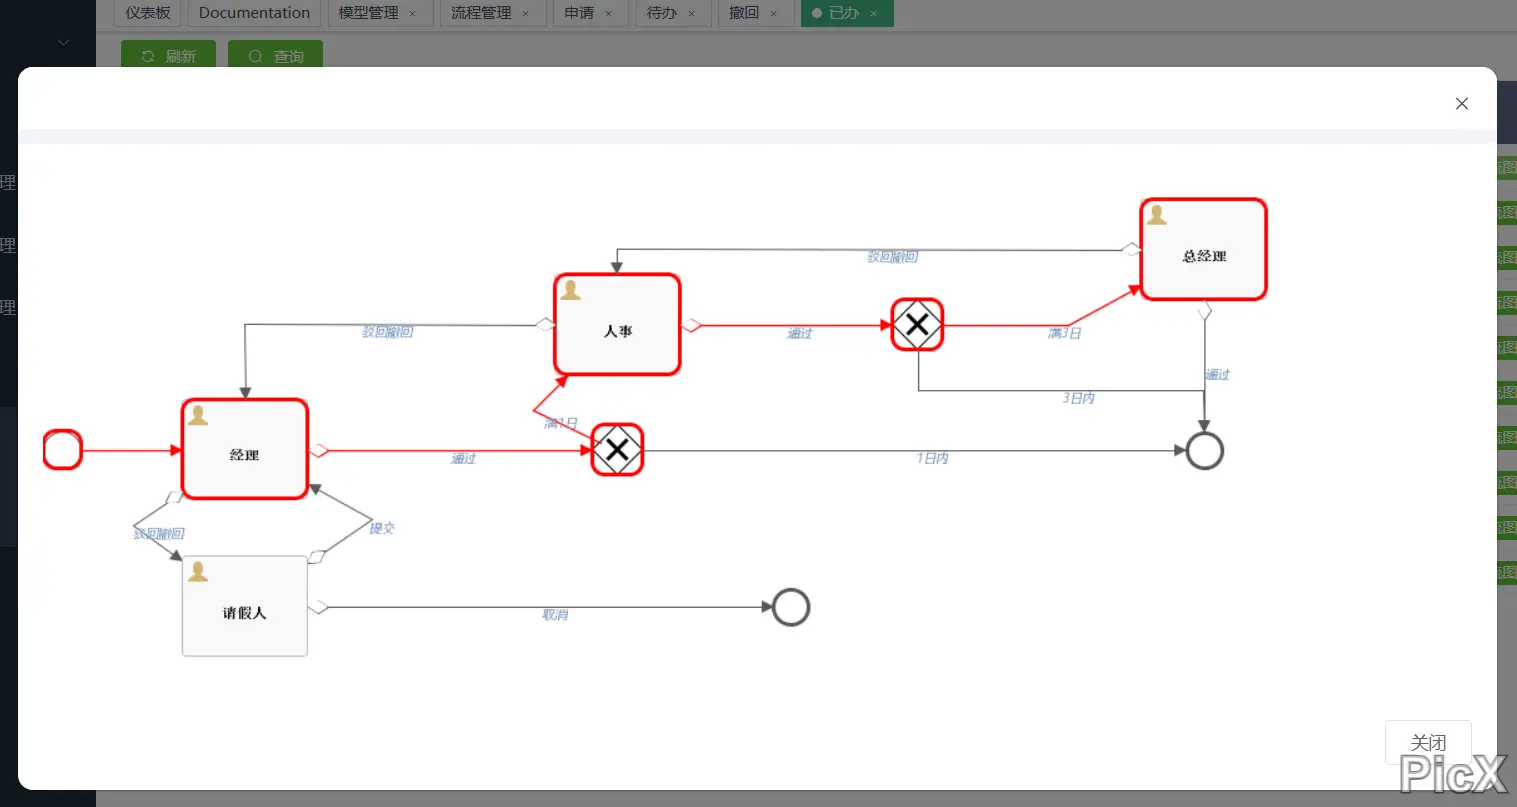 仪表板
Documentation
模型管理 ×
流程管理 ×
申请 ×
待办 ×
撤回 ×
已办 ×
刷新
查询
理
理
理
总经理
驳回撤回
人事
驳回撤回
通过
满3日
通过
3日内
满1日
经理
通过
1日内
驳回撤回
提交
请假人
取消
关闭
PicX